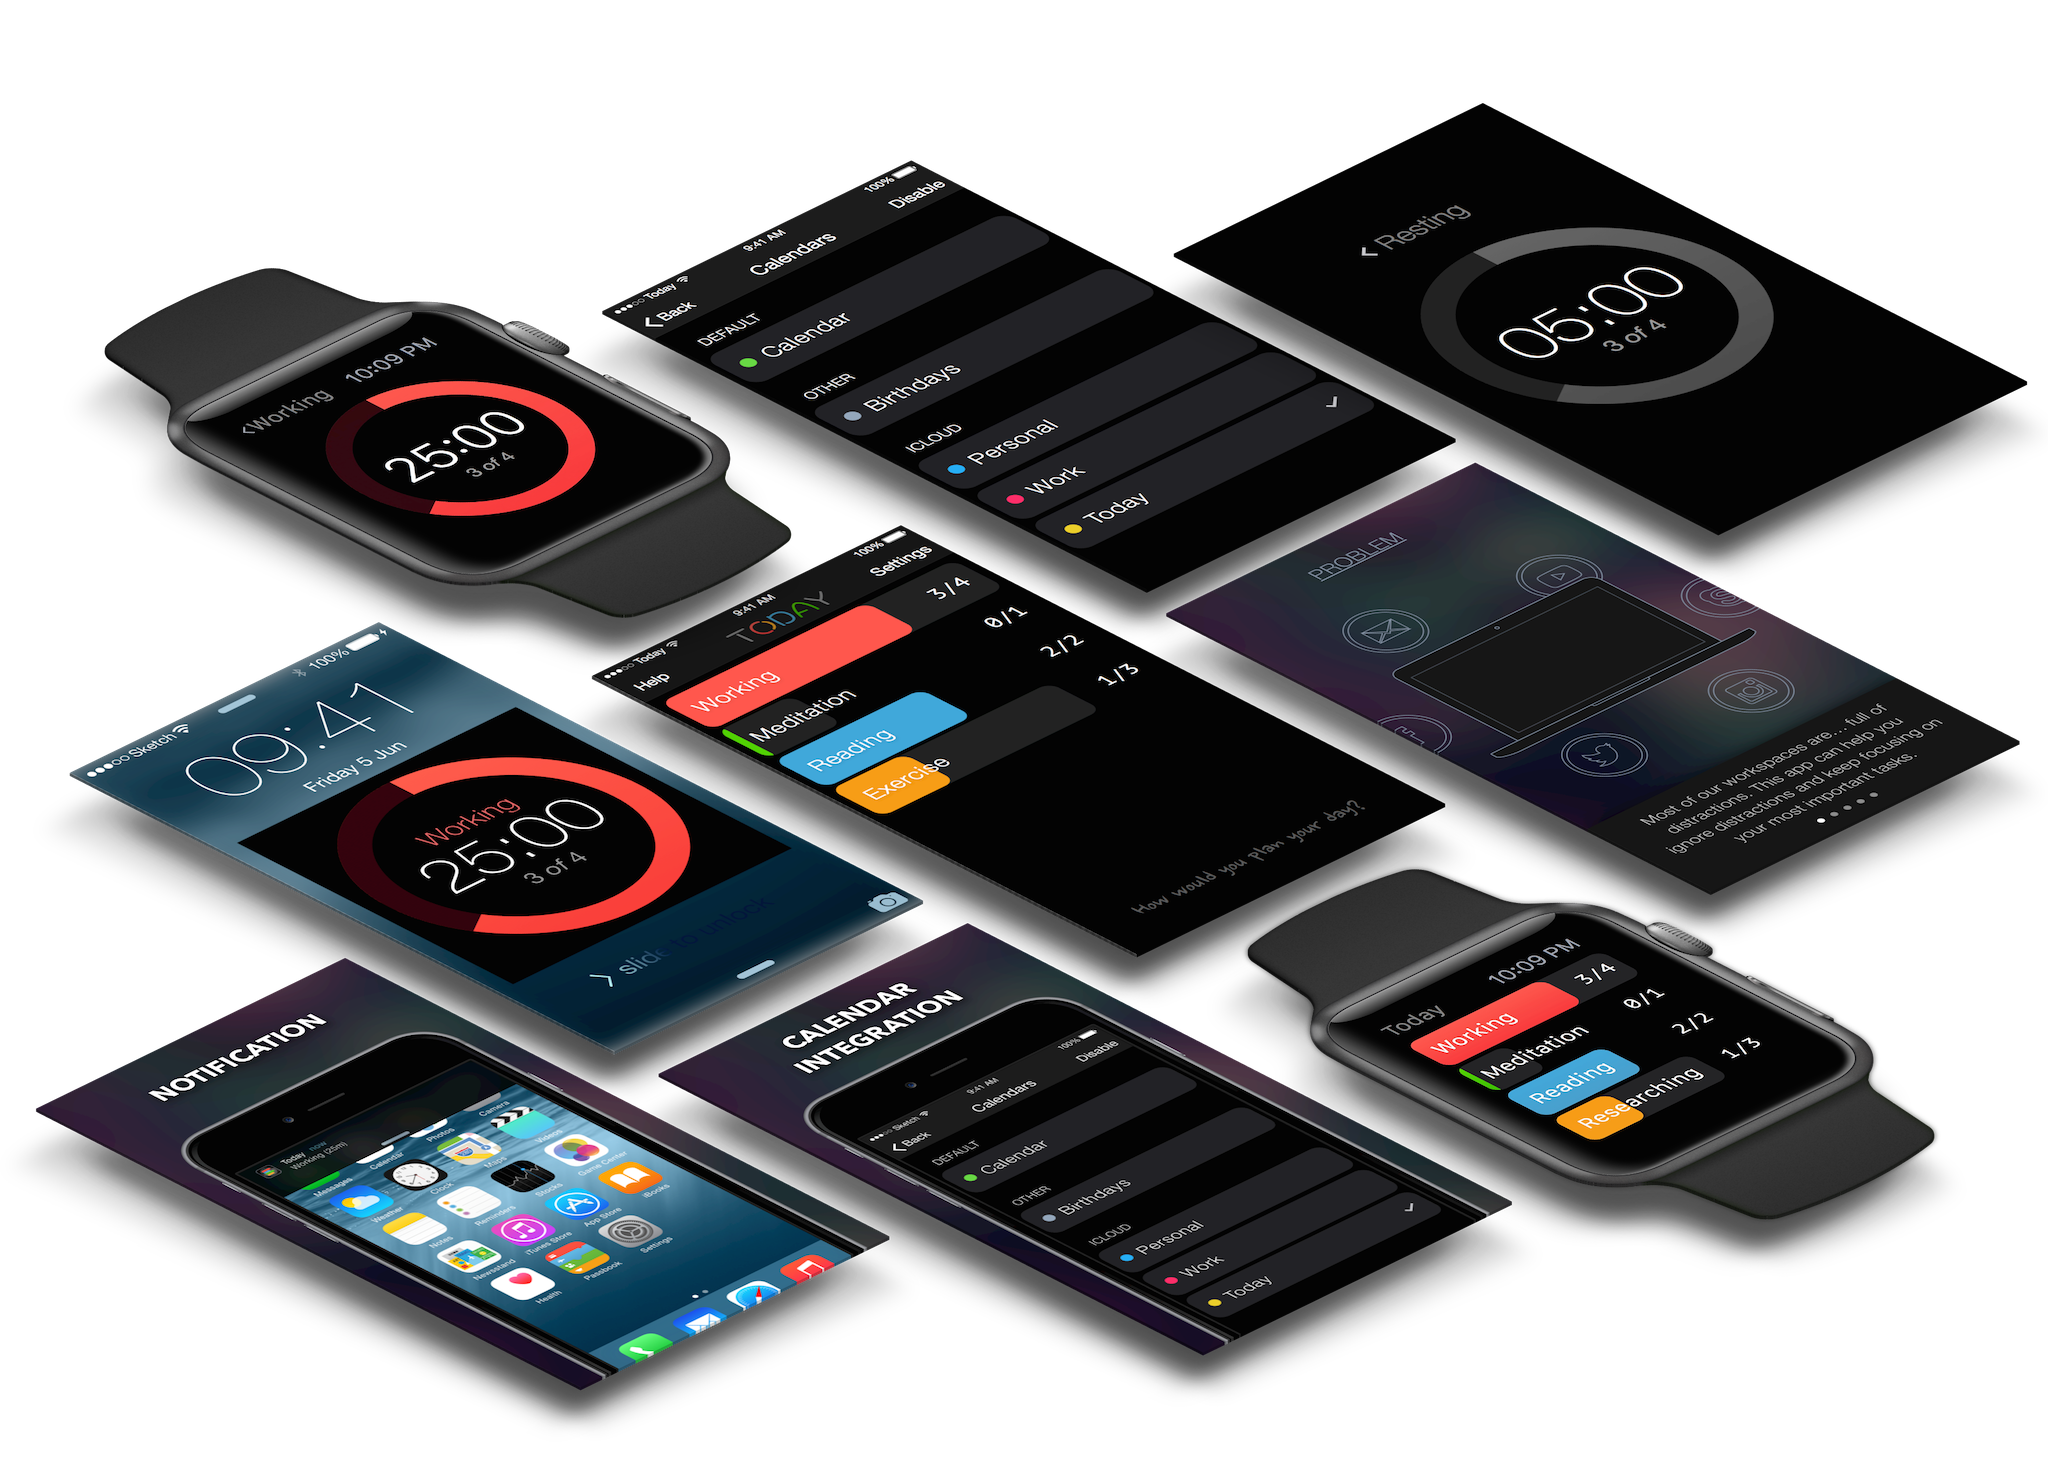 10:09 PM
‹Working
25:00
3 of 4
Today
9:41 AM
100%
Back
Calendars
Disable
DEFAULT
Calendar
OTHER
Birthdays
ICLOUD
Personal
Work
Today
Resting
05:00
3 of 4
Sketch
100%
09:41
Friday 5 Jun
Working
25:00
3 of 4
slide to unlock
Today
9:41 AM
100%
Help
TODAY
Settings
Working
3/4
Meditation
0/1
Reading
2/2
Exercise
1/3
How would you plan your day?
PROBLEM
Most of our workspaces are....full of
distractions. This app can help you
ignore distractions and keep focusing on
your most important tasks.
NOTIFICATION
Today now
Working (25m)
Messages
Calendar
Photos
Camera
Weather
Clock
Maps
Videos
Notes
Reminders
Stocks
Game Center
Newsstand
iTunes Store
App Store
iBooks
Health
Passbook
Settings
CALENDAR
INTEGRATION
Sketch
9:41 AM
100%
Back
Calendars
Disable
DEFAULT
Calendar
OTHER
Birthdays
ICLOUD
Personal
Work
Today
Today
10:09 PM
Working
3/4
Meditation
0/1
Reading
2/2
Researching
1/3